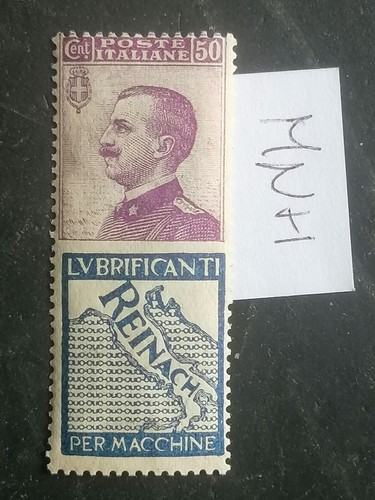 Cent POSTE 50
ITALIANE
LVBRIFICANTI
REINACH
PER MACCHINE
MNH